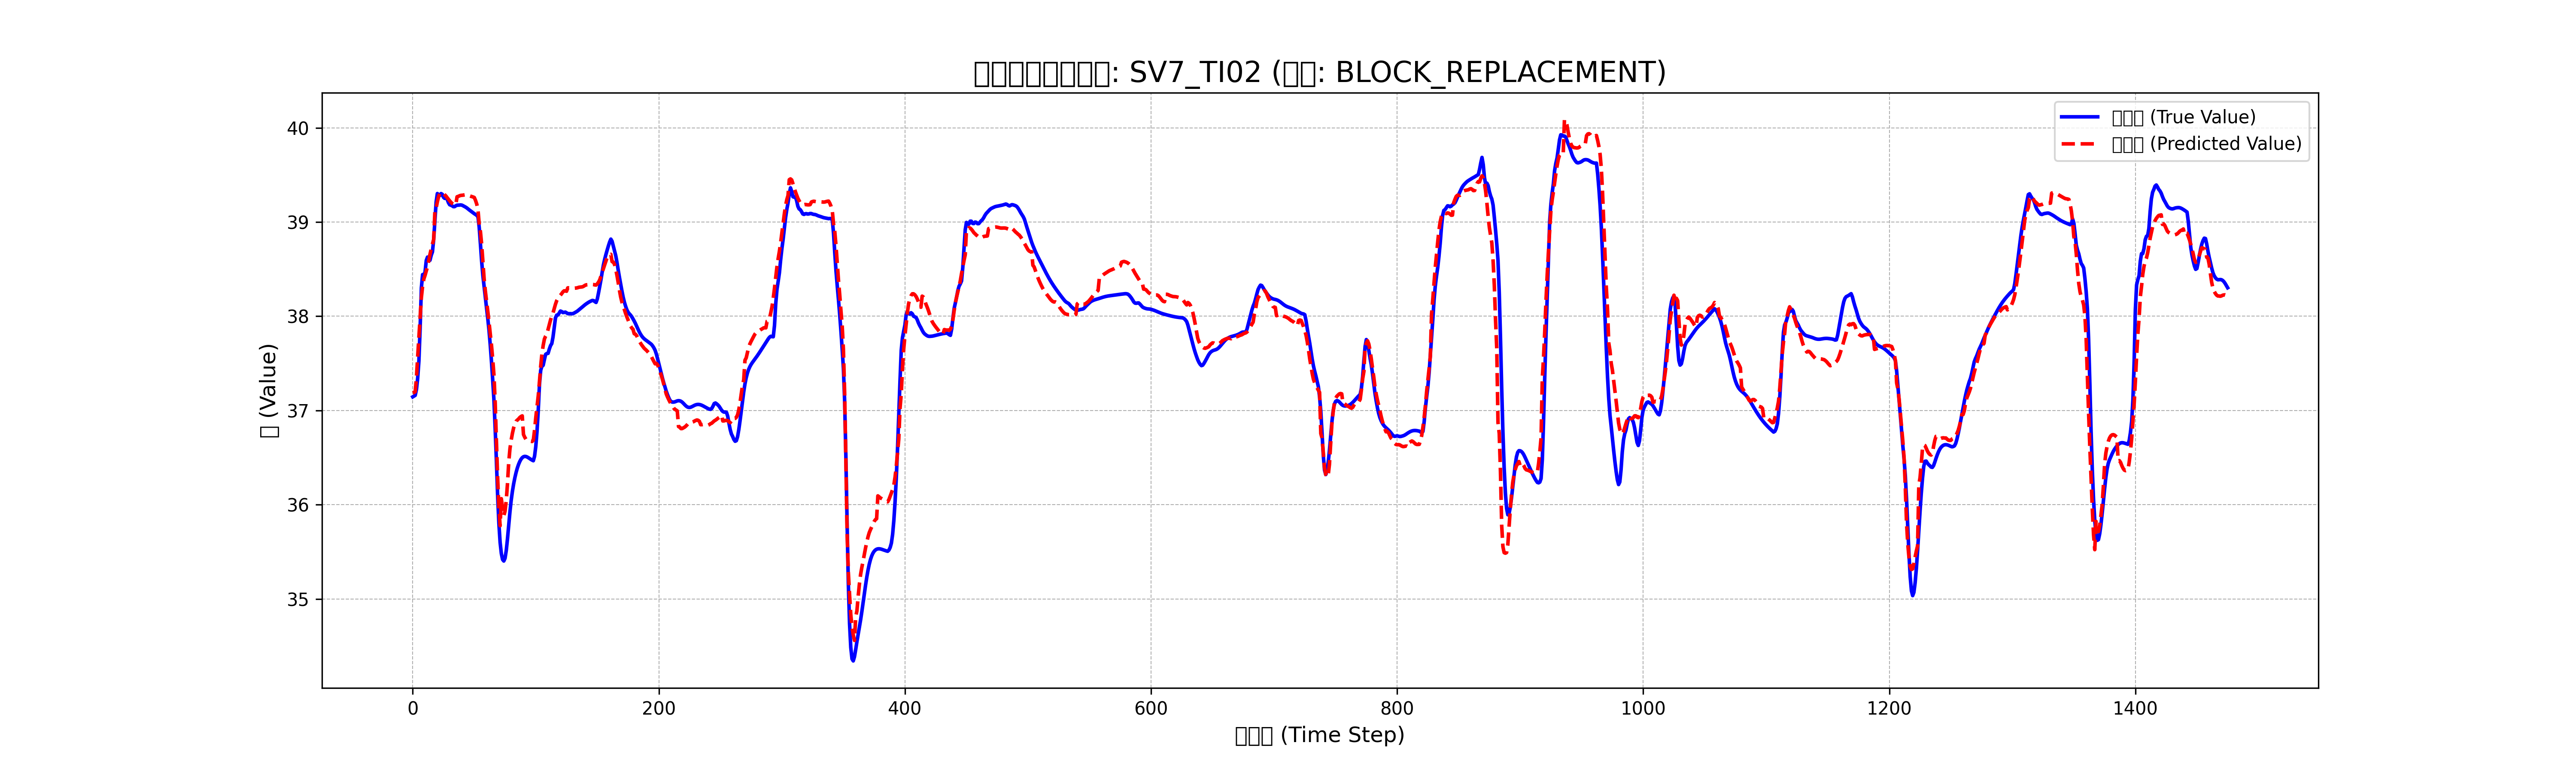 : SV7_TI02 (: BLOCK_REPLACEMENT)
(True Value)
(Predicted Value)
40
39
38
37
36
35
(Value)
0 200 400 600 800 1000 1200 1400
(Time Step)